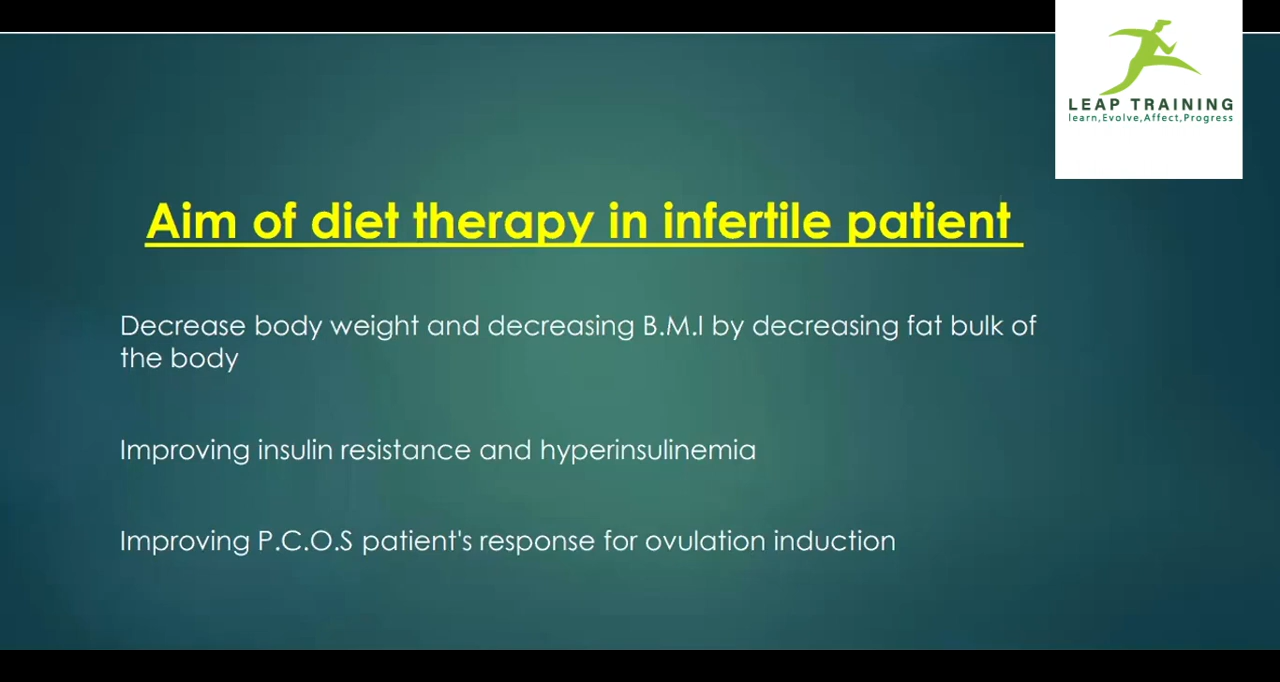 LEAP TRAINING
learn,Evolve,Affect,Progress
Aim of diet therapy in infertile patient
Decrease body weight and decreasing B.M.I by decreasing fat bulk of
the body
Improving insulin resistance and hyperinsulinemia
Improving P.C.O.S patient's response for ovulation induction